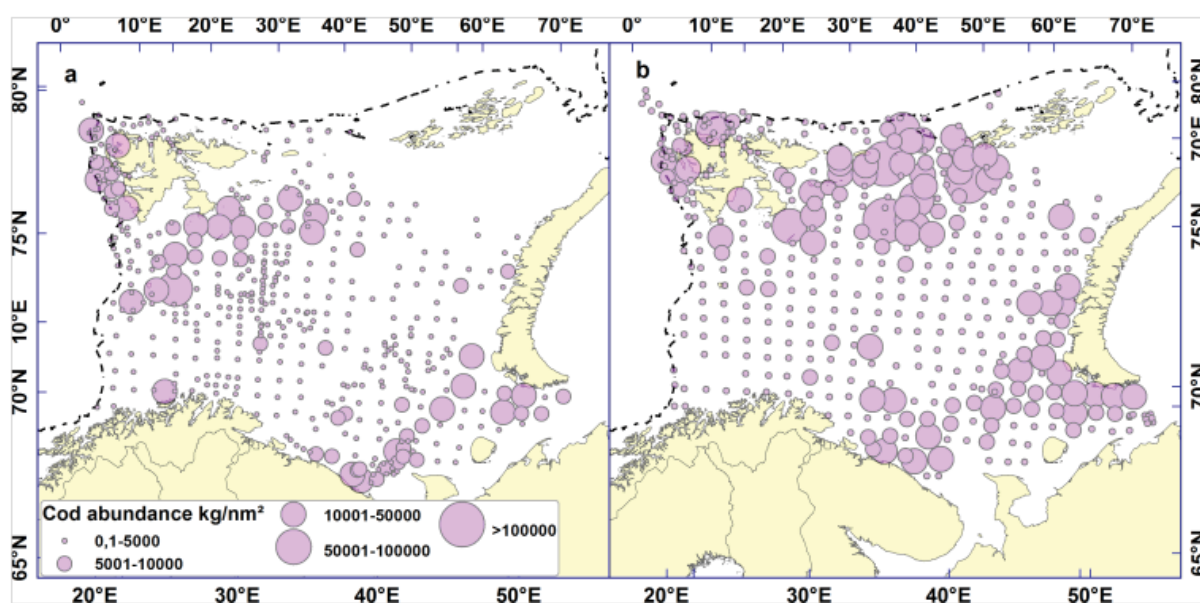 0° 10°E 20°E 30°E 40°E 50°E 60°E 70°E 0° 10°E 20°E 30°E 40°E 50°E 60°E 70°E
a b
80°N 80°N
70°E
75°N 75°N
10°E
70°N 70°N
Cod abundance kg/nm²
0,1-5000
5001-10000
10001-50000
50001-100000
>100000
65°N 65°N
20°E 30°E 40°E 50°E 20°E 30°E 40°E 50°E